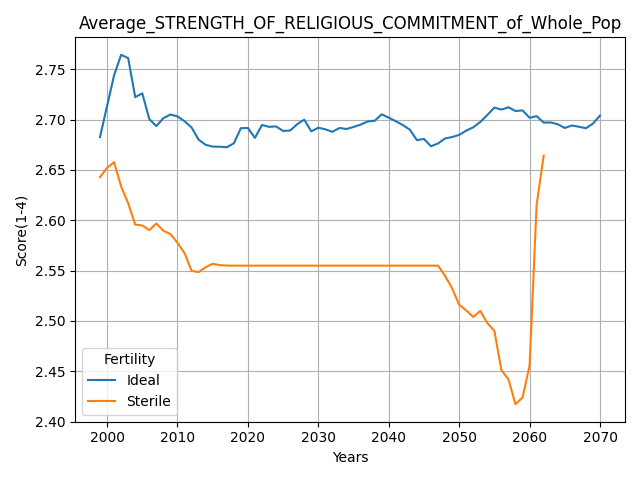 Average_STRENGTH_OF_RELIGIOUS_COMMITMENT_of_Whole_Pop
2.75
2.70
2.65
2.60
2.55
2.50
2.45
2.40
Score(1-4)
Fertility
Ideal
Sterile
2000 2010 2020 2030 2040 2050 2060 2070
Years